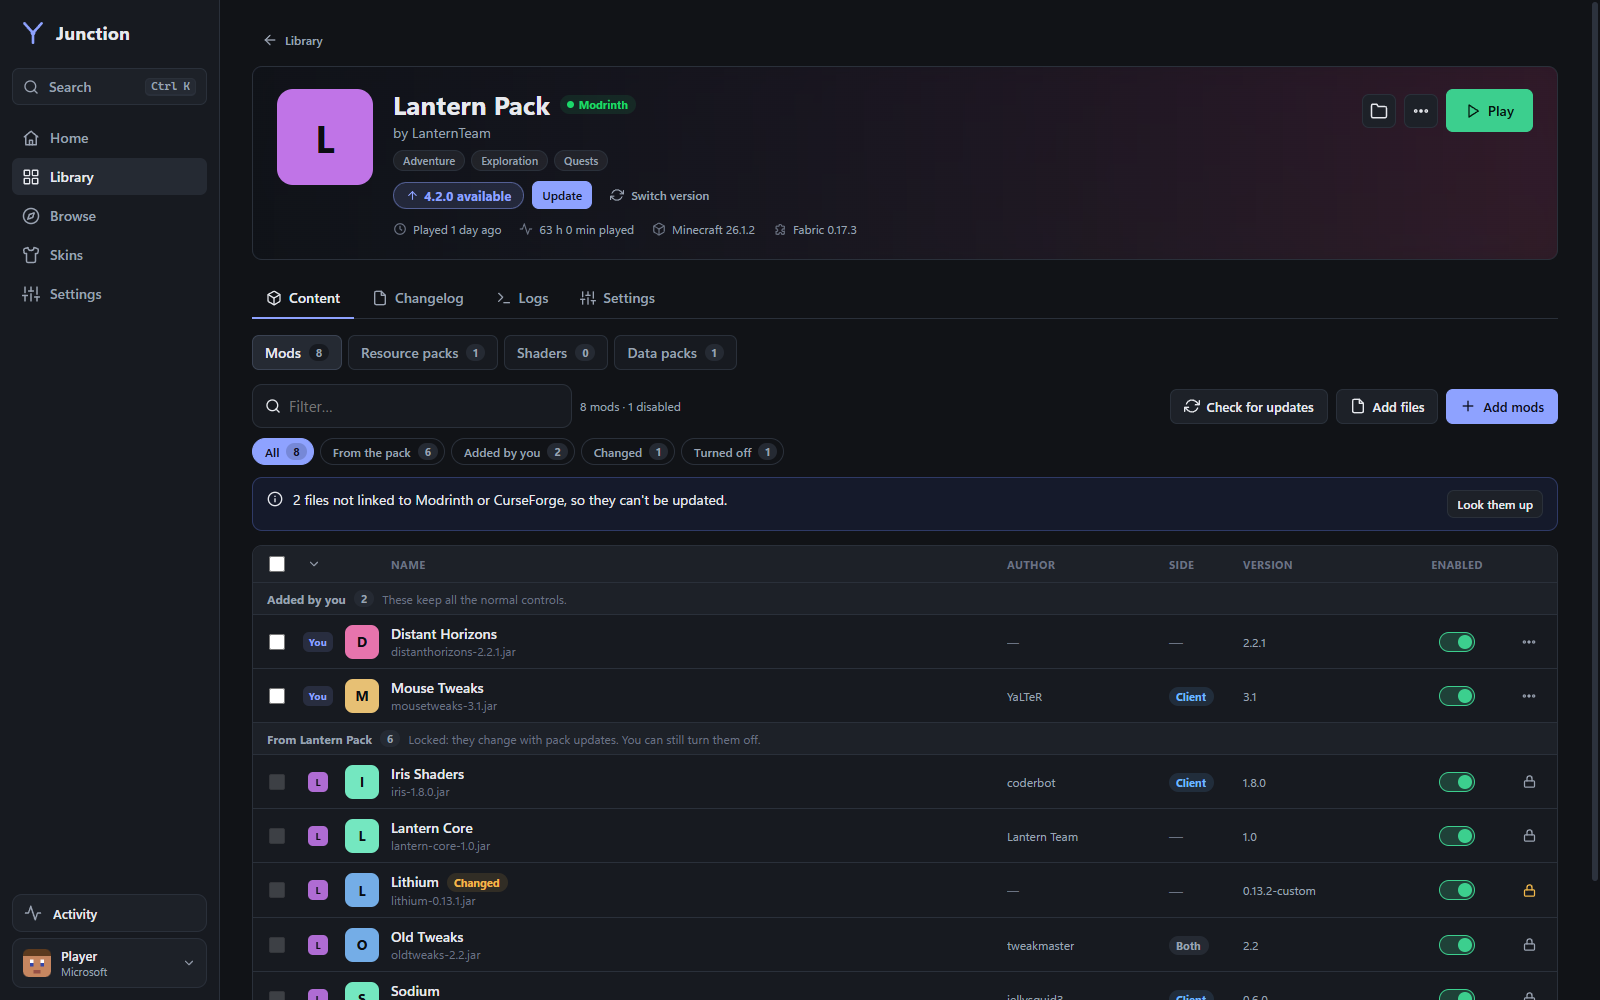 Junction
Search Ctrl K
Home
Library
Browse
Skins
Settings
Activity
Player
Microsoft
Library
L
Lantern Pack Modrinth
by LanternTeam
Adventure Exploration Quests
4.2.0 available Update Switch version
Played 1 day ago 63 h 0 min played Minecraft 26.1.2 Fabric 0.17.3
Play
Content Changelog Logs Settings
Mods 8 Resource packs 1 Shaders 0 Data packs 1
Filter... 8 mods · 1 disabled Check for updates Add files Add mods
All 8 From the pack 6 Added by you 2 Changed 1 Turned off 1
2 files not linked to Modrinth or CurseForge, so they can't be updated. Look them up
NAME AUTHOR SIDE VERSION ENABLED
Added by you 2 These keep all the normal controls.
You D Distant Horizons — — 2.2.1
distanthorizons-2.2.1.jar
You M Mouse Tweaks YaLTeR Client 3.1
mousetweaks-3.1.jar
From Lantern Pack 6 Locked: they change with pack updates. You can still turn them off.
L I Iris Shaders coderbot Client 1.8.0
iris-1.8.0.jar
L L Lantern Core Lantern Team — 1.0
lantern-core-1.0.jar
L L Lithium Changed — — 0.13.2-custom
lithium-0.13.1.jar
L O Old Tweaks tweakmaster Both 2.2
oldtweaks-2.2.jar
L S Sodium jellysquid3 Client 0.6.0